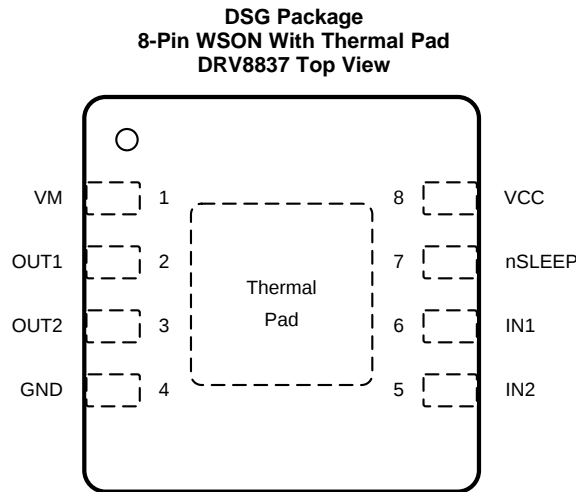 DSG Package
8-Pin WSON With Thermal Pad
DRV8837 Top View
VM 1 8 VCC
OUT1 2 7 nSLEEP
Thermal
Pad
OUT2 3 6 IN1
GND 4 5 IN2